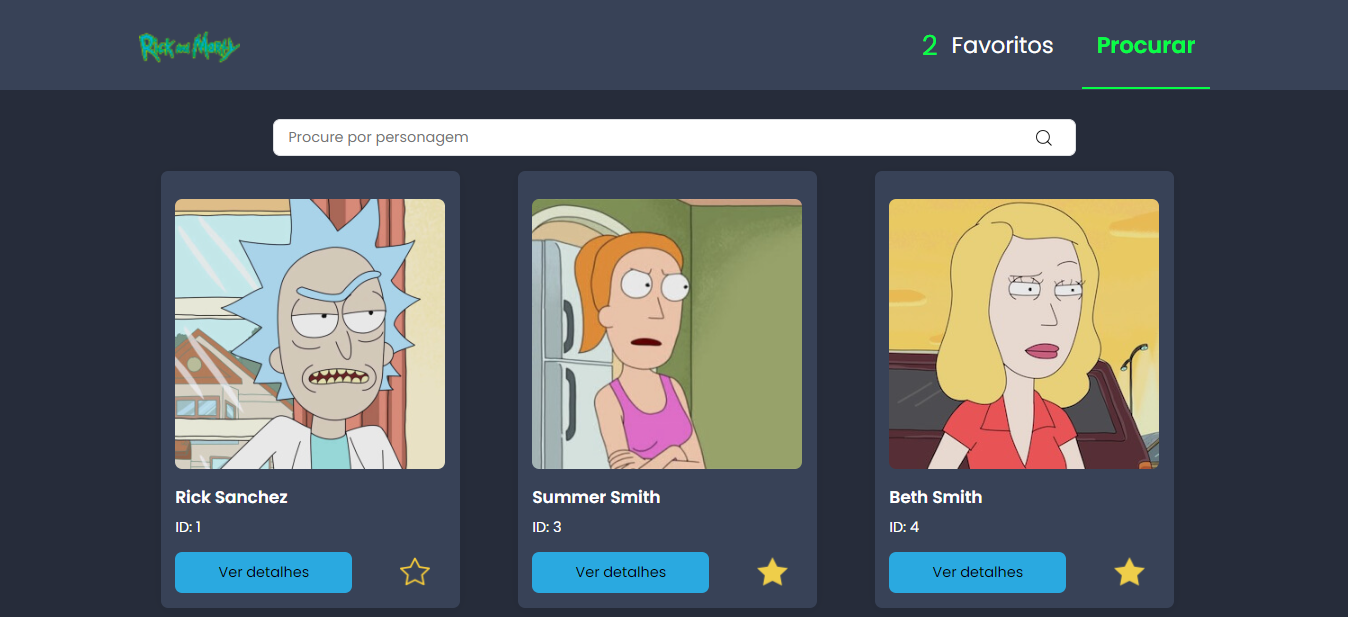 Rick and Morty
2 Favoritos Procurar
Procure por personagem
Rick Sanchez
ID: 1
Ver detalhes
Summer Smith
ID: 3
Ver detalhes
Beth Smith
ID: 4
Ver detalhes